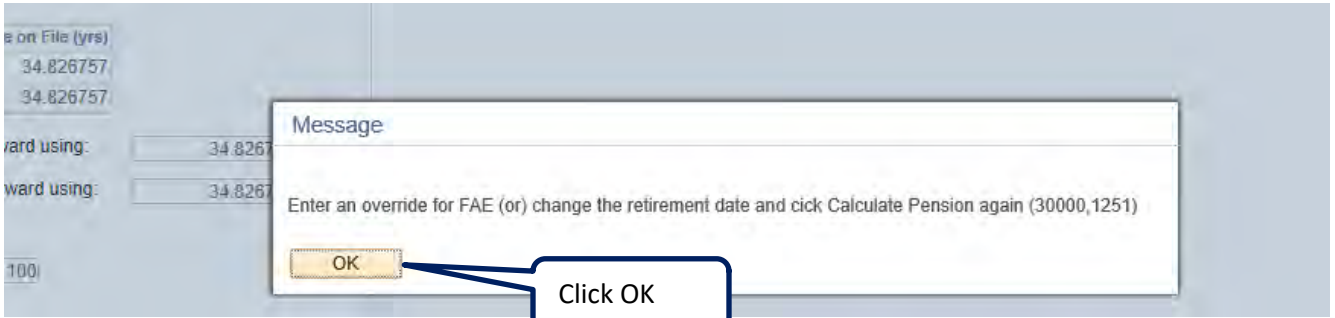 e on File (yrs)
34.826757
34.826757
vard using: 34.8267
ward using: 34.8267
100
Message
Enter an override for FAE (or) change the retirement date and cick Calculate Pension again (30000,1251)
OK
Click OK